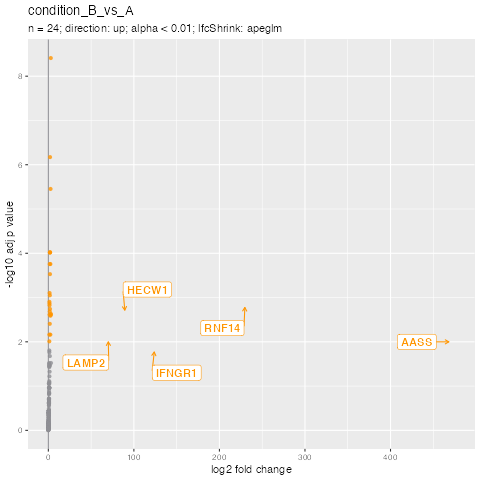 condition_B_vs_A
n = 24; direction: up; alpha < 0.01; lfcShrink: apeglm
8
6
4
2
0
-log10 adj p value
HECW1
RNF14
AASS
LAMP2
IFNGR1
0 100 200 300 400
log2 fold change